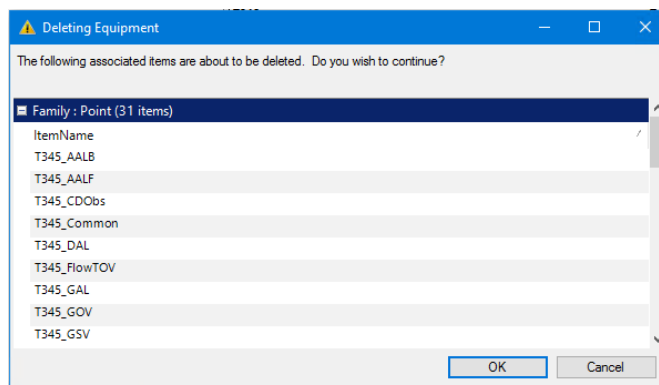 Deleting Equipment
The following associated items are about to be deleted. Do you wish to continue?
Family : Point (31 items)
ItemName
T345_AALB
T345_AALF
T345_CDObs
T345_Common
T345_DAL
T345_FlowTOV
T345_GAL
T345_GOV
T345_GSV
OK Cancel